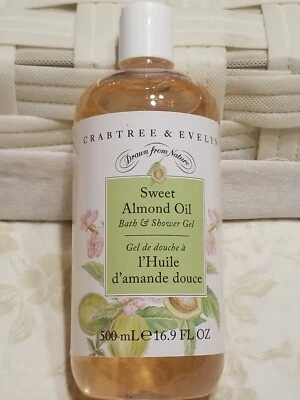 CRABTREE & EVELYN
Drawn from Nature
Sweet
Almond Oil
Bath & Shower Gel
Gel de douche à
l'Huile
d'amande douce
500 mL℮16.9 FL OZ